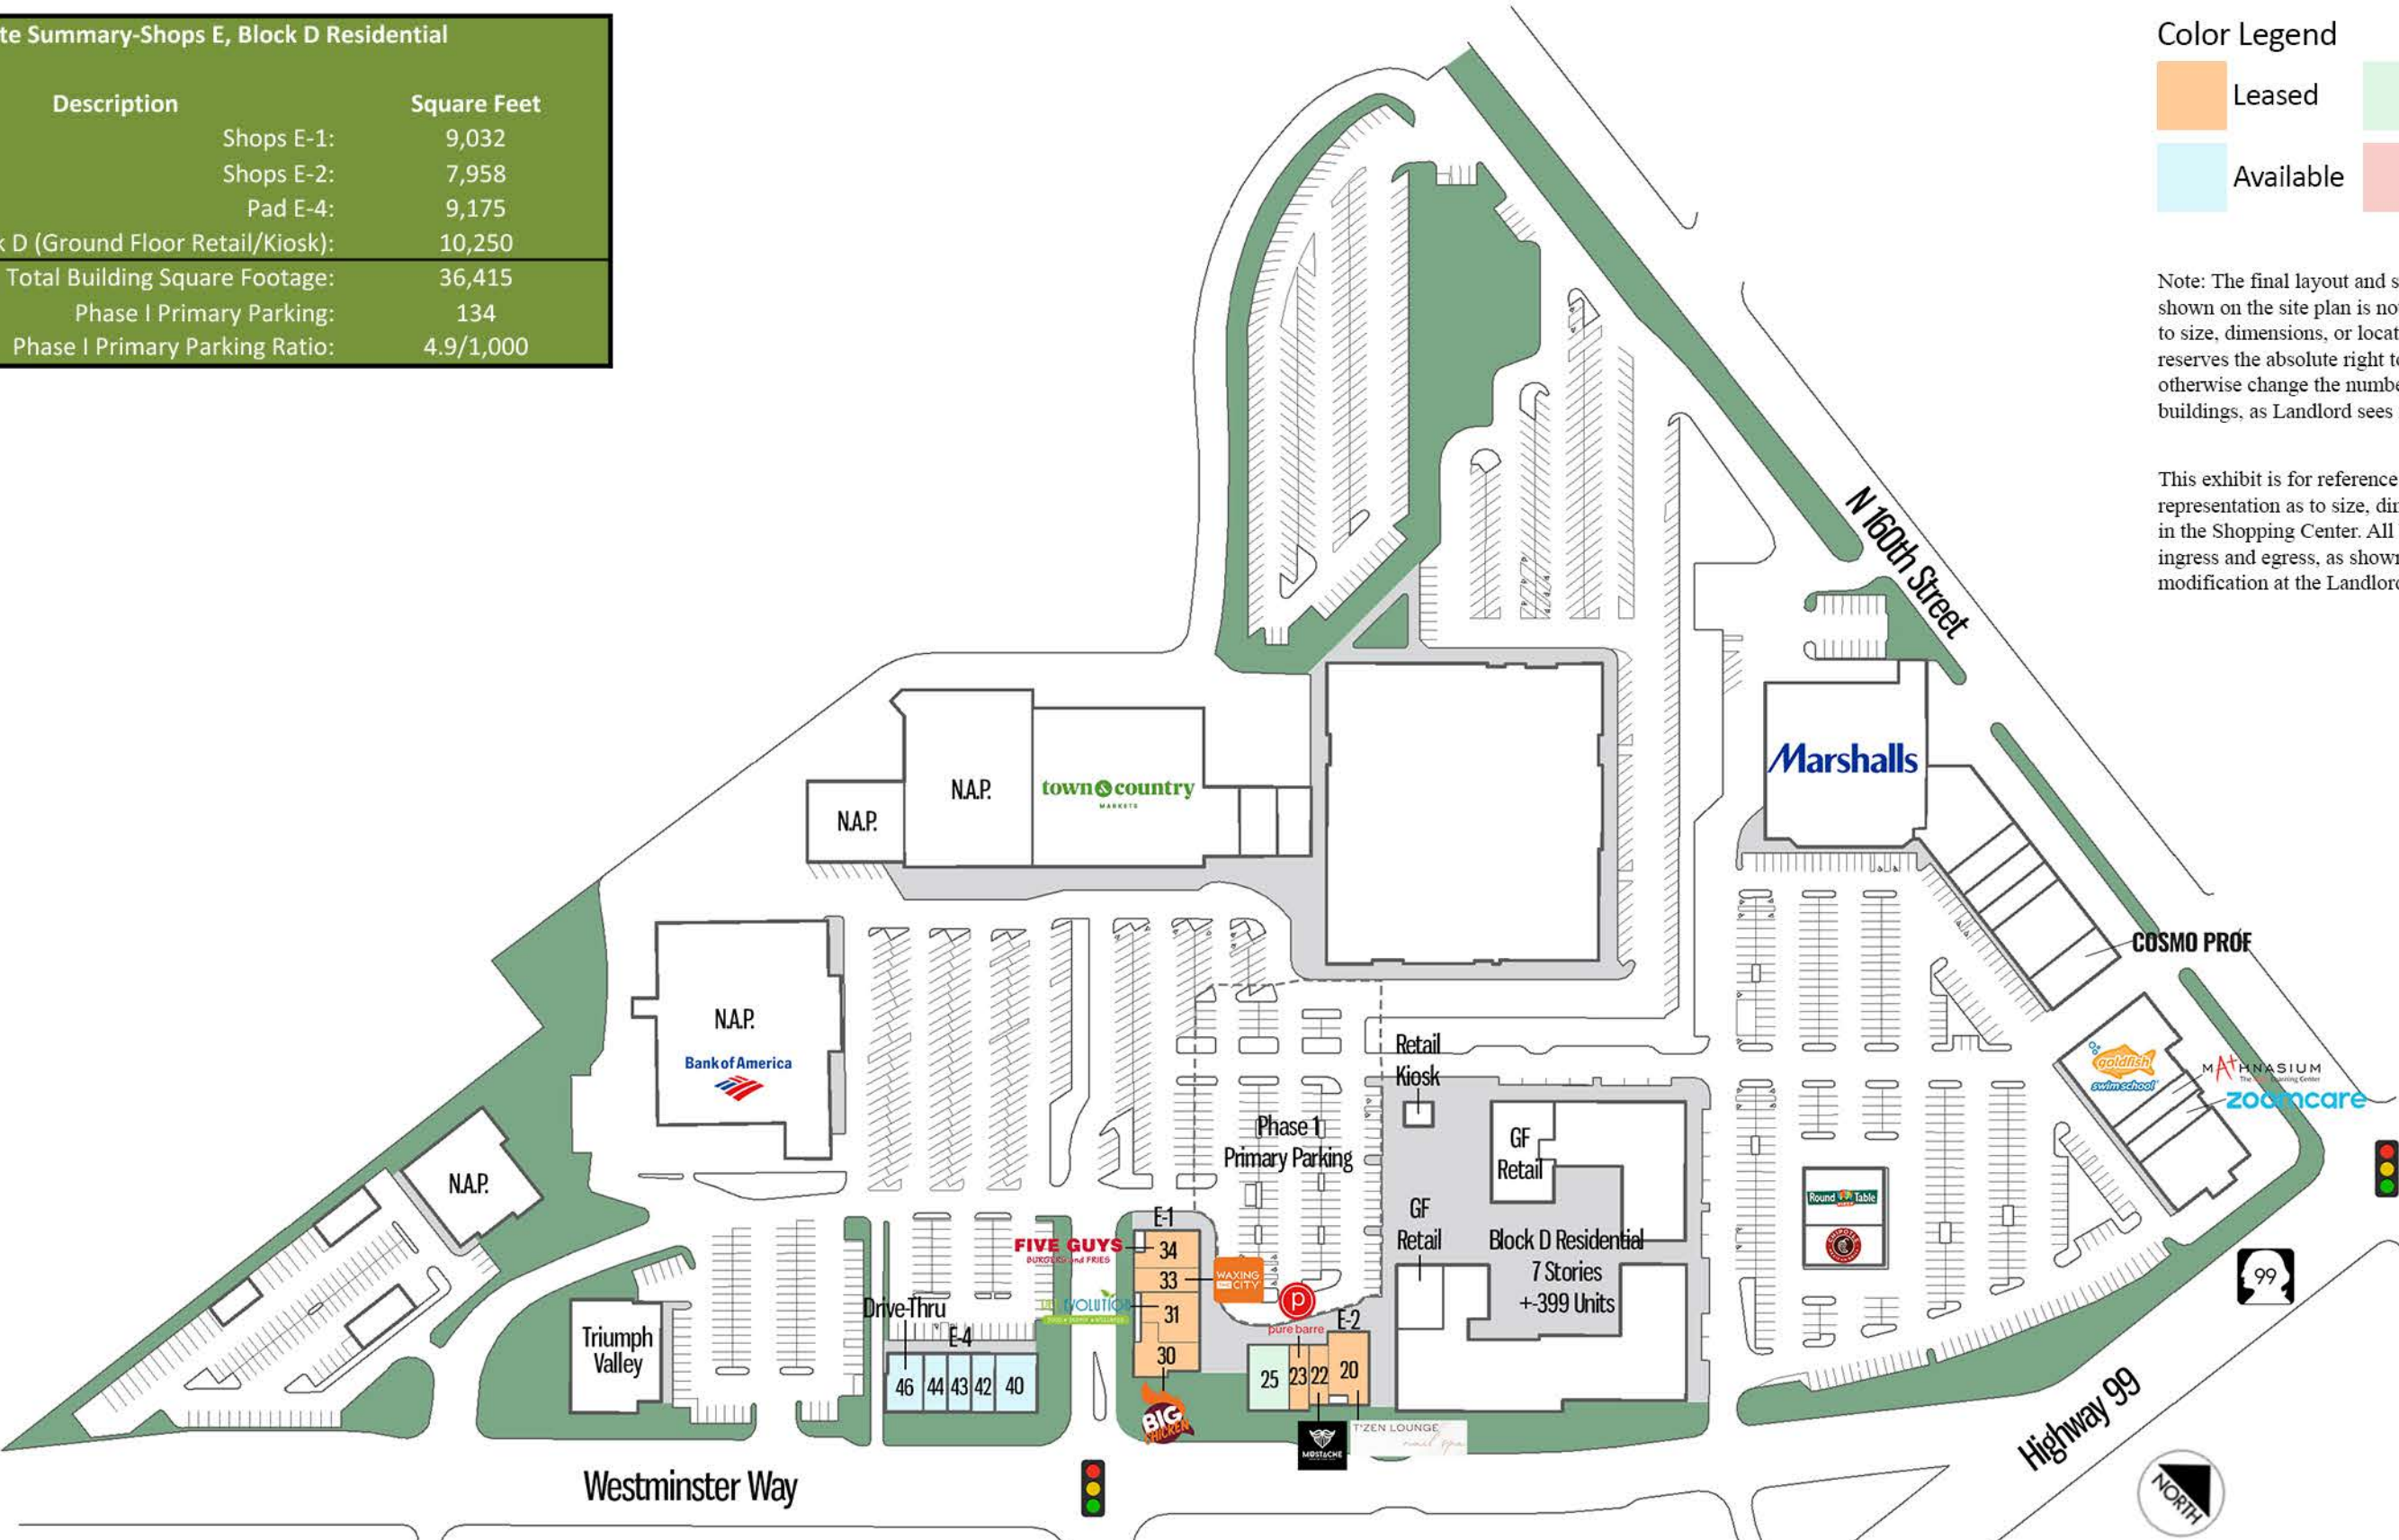 te Summary-Shops E, Block D Residential
Description Square Feet
Shops E-1: 9,032
Shops E-2: 7,958
Pad E-4: 9,175
k D (Ground Floor Retail/Kiosk): 10,250
Total Building Square Footage: 36,415
Phase I Primary Parking: 134
Phase I Primary Parking Ratio: 4.9/1,000
Color Legend
Leased
Available
Note: The final layout and s
shown on the site plan is no
to size, dimensions, or locat
reserves the absolute right t
otherwise change the numbe
buildings, as Landlord sees
This exhibit is for reference
representation as to size, di
in the Shopping Center. All
ingress and egress, as shown
modification at the Landlord
N 160th Street
Marshalls
N.A.P.
town & country
MARKETS
N.A.P.
COSMO PROF
N.A.P.
Bank of America
Retail
Kiosk
goldfish
swim school
MATHNASIUM
zoomcare
Phase 1
Primary Parking
GF
Retail
N.A.P.
Round Table
CHIPOTLE
GF
Retail
Block D Residential
7 Stories
+-399 Units
E-1
FIVE GUYS
BURGERS and FRIES
34
33
WAXING
THE CITY
31
EVOLUTION
30
99
Drive-Thru
E-4
Triumph
Valley
46 44 43 42 40
p
pure barre
E-2
25 23 22 20
BIG
CHICKEN
MOSTACHE
T'ZEN LOUNGE
nail spa
Highway 99
Westminster Way
NORTH